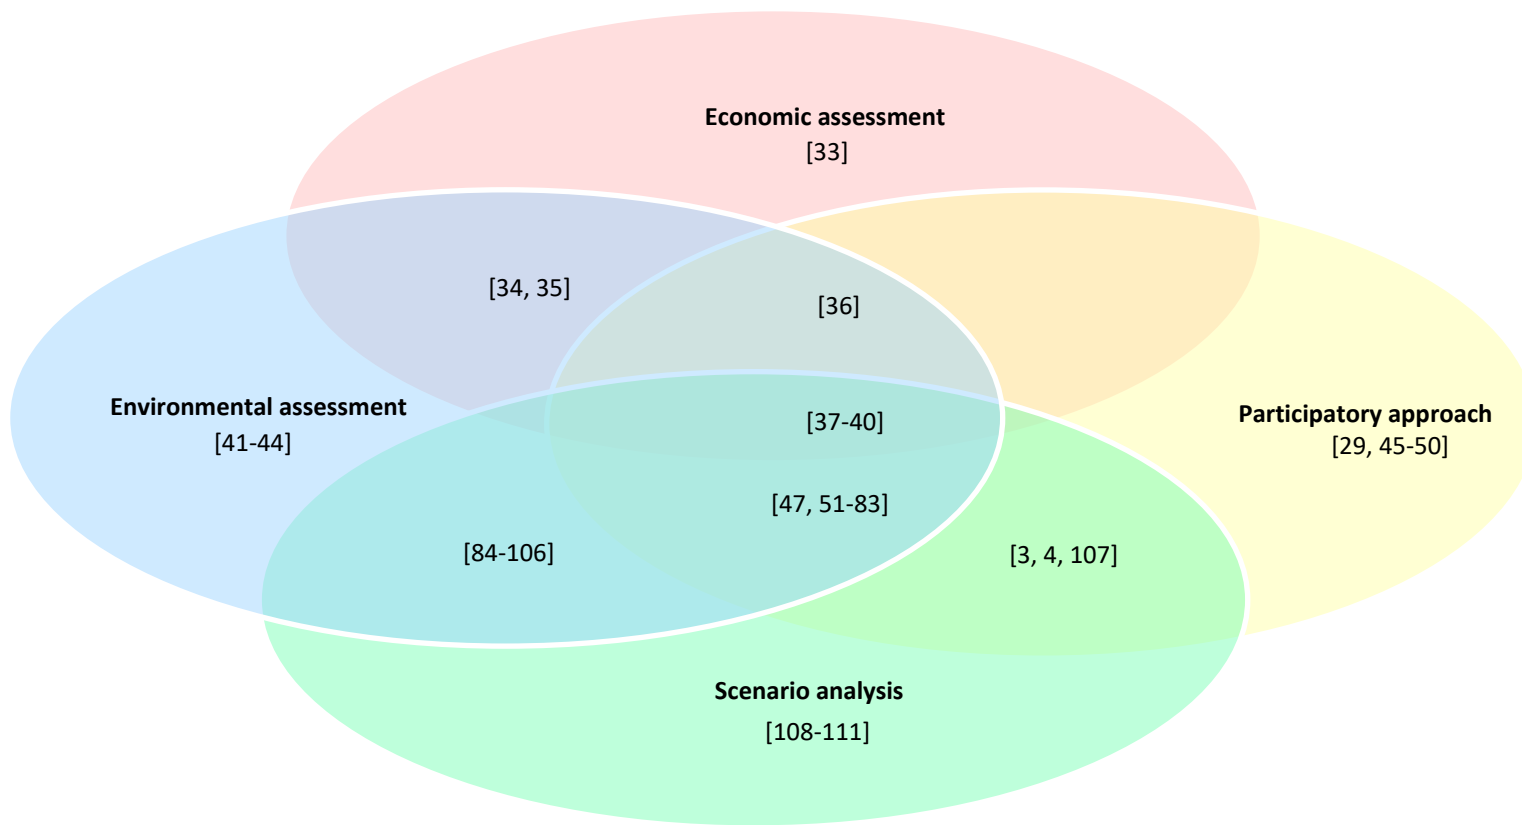 Economic assessment
[33]
[34, 35]
[36]
Environmental assessment
[41-44]
[37-40]
Participatory approach
[29, 45-50]
[47, 51-83]
[84-106]
[3, 4, 107]
Scenario analysis
[108-111]